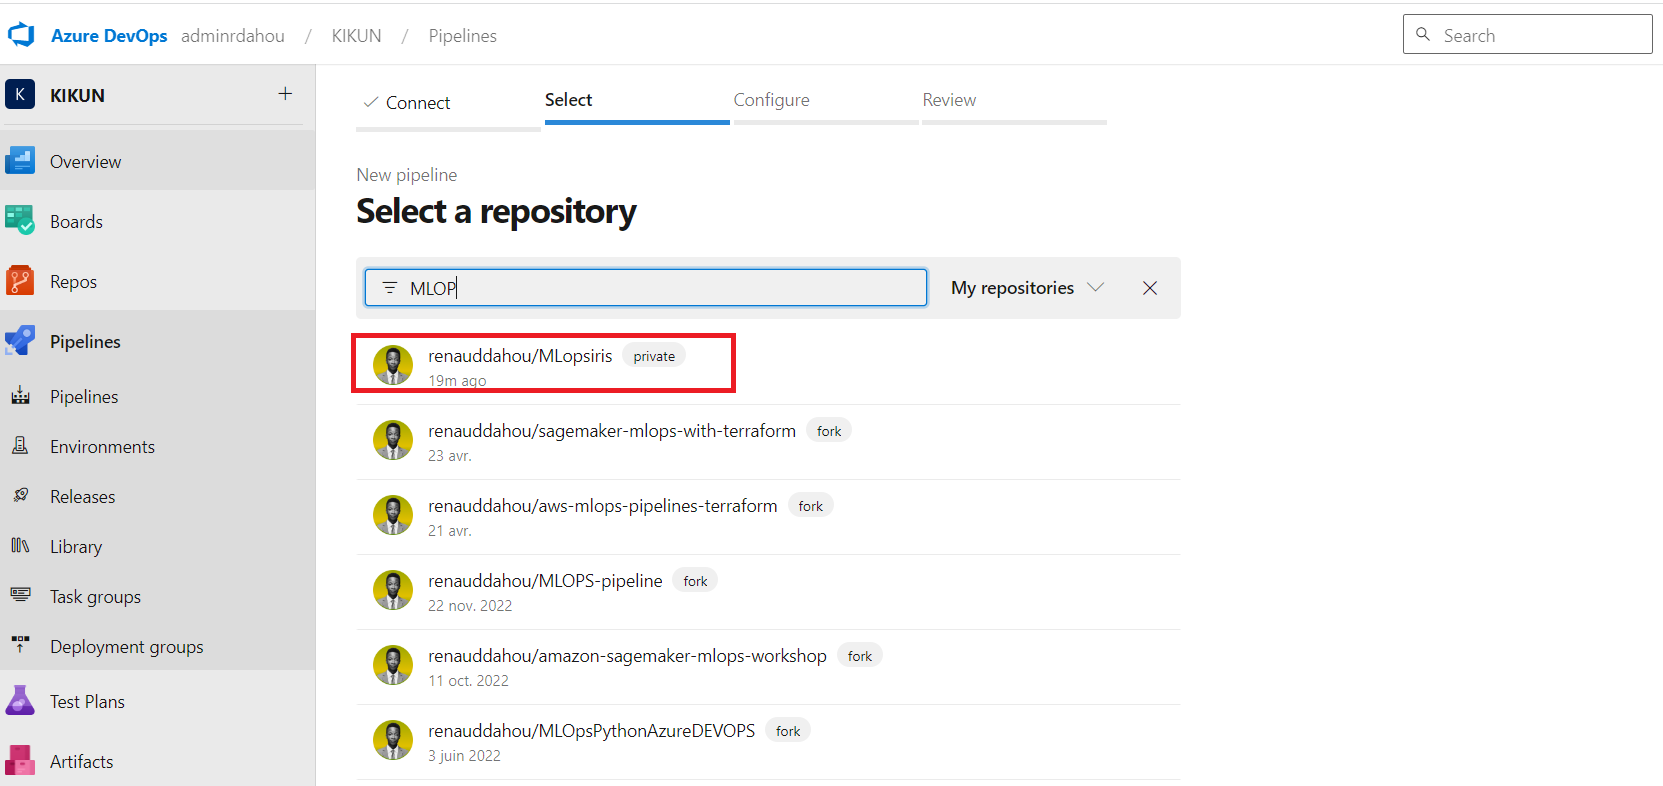 Azure DevOps adminrdahou / KIKUN / Pipelines
Search
K KIKUN +
Overview
Boards
Repos
Pipelines
Pipelines
Environments
Releases
Library
Task groups
Deployment groups
Test Plans
Artifacts
Connect Select Configure Review
New pipeline
Select a repository
MLOP My repositories
renauddahou/MLopsiris private
19m ago
renauddahou/sagemaker-mlops-with-terraform fork
23 avr.
renauddahou/aws-mlops-pipelines-terraform fork
21 avr.
renauddahou/MLOPS-pipeline fork
22 nov. 2022
renauddahou/amazon-sagemaker-mlops-workshop fork
11 oct. 2022
renauddahou/MLOpsPythonAzureDEVOPS fork
3 juin 2022